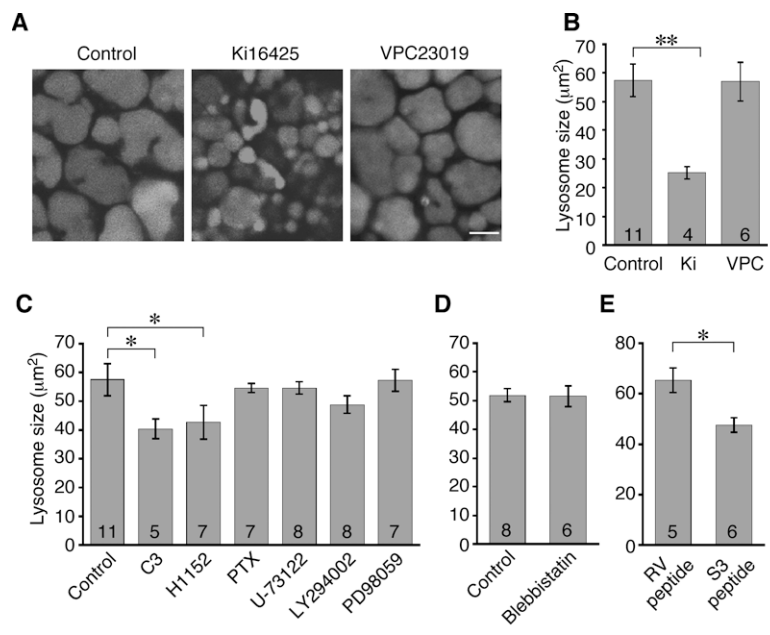 A
Control
Ki16425
VPC23019
B
Lysosome size (μm²)
70
60
50
40
30
20
10
0
**
11
4
6
Control
Ki
VPC
C
Lysosome size (μm²)
70
60
50
40
30
20
10
0
*
*
11
5
7
7
8
8
7
Control
C3
H1152
PTX
U-73122
LY294002
PD98059
D
70
60
50
40
30
20
10
0
8
6
Control
Blebbistatin
E
80
60
40
20
0
*
5
6
RV
peptide
S3
peptide